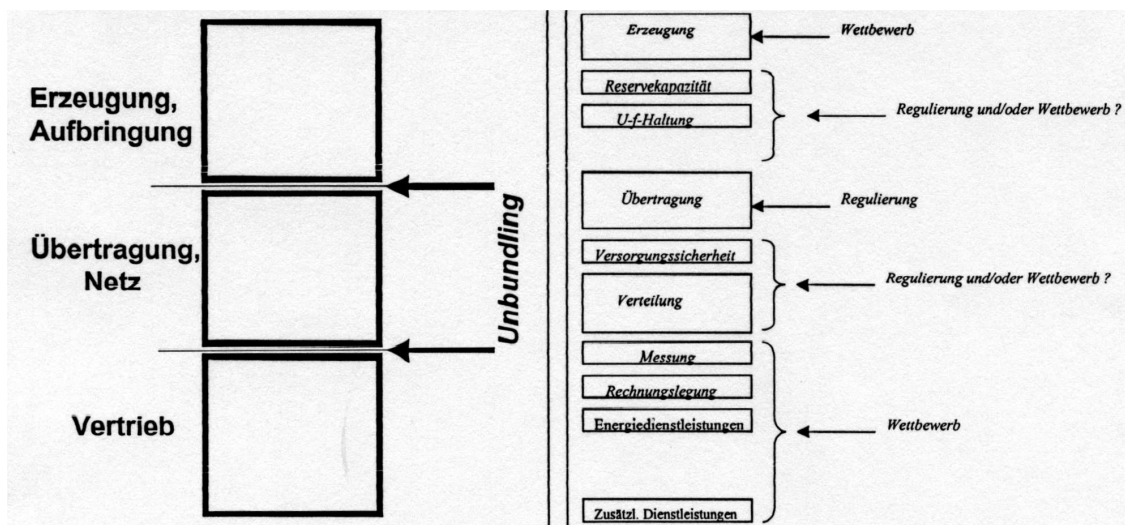 Erzeugung,
Aufbringung
Übertragung,
Netz
Vertrieb
Unbundling
Erzeugung
Wettbewerb
Reservekapazität
U-f-Haltung
Regulierung und/oder Wettbewerb ?
Übertragung
Regulierung
Versorgungssicherheit
Verteilung
Regulierung und/oder Wettbewerb ?
Messung
Rechnungslegung
Energiedienstleistungen
Wettbewerb
Zusätzl. Dienstleistungen